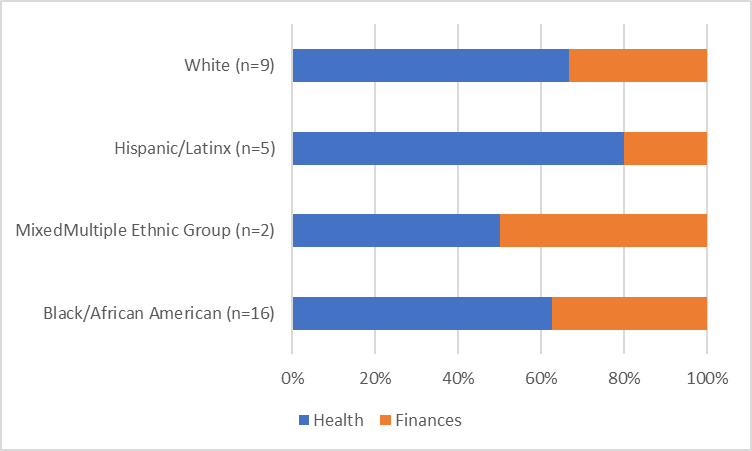 White (n=9)
Hispanic/Latinx (n=5)
MixedMultiple Ethnic Group (n=2)
Black/African American (n=16)
0% 20% 40% 60% 80% 100%
Health Finances